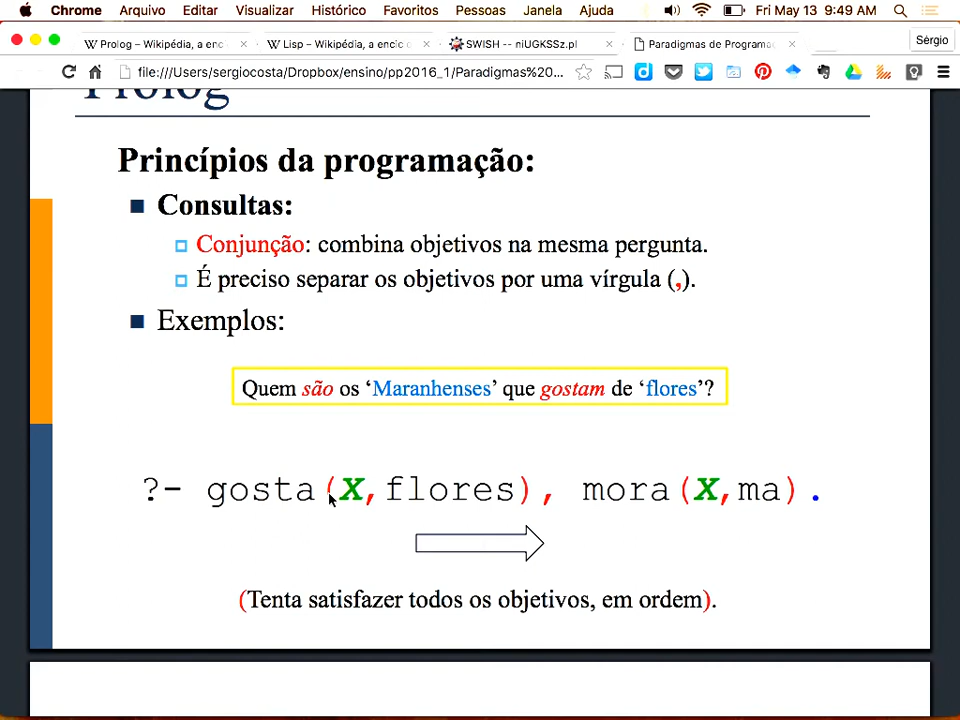 Chrome Arquivo Editar Visualizar Histórico Favoritos Pessoas Janela Ajuda Fri May 13 9:49 AM
Prolog – Wikipédia, a enc Lisp – Wikipédia, a encic SWISH -- niUGKSSz.pl Paradigmas de Programa Sérgio
file:///Users/sergiocosta/Dropbox/ensino/pp2016_1/Paradigmas%20...
Prolog
Princípios da programação:
Consultas:
Conjunção: combina objetivos na mesma pergunta.
É preciso separar os objetivos por uma vírgula (,).
Exemplos:
Quem são os ‘Maranhenses’ que gostam de ‘flores’?
?- gosta(X,flores), mora(X,ma).
(Tenta satisfazer todos os objetivos, em ordem).